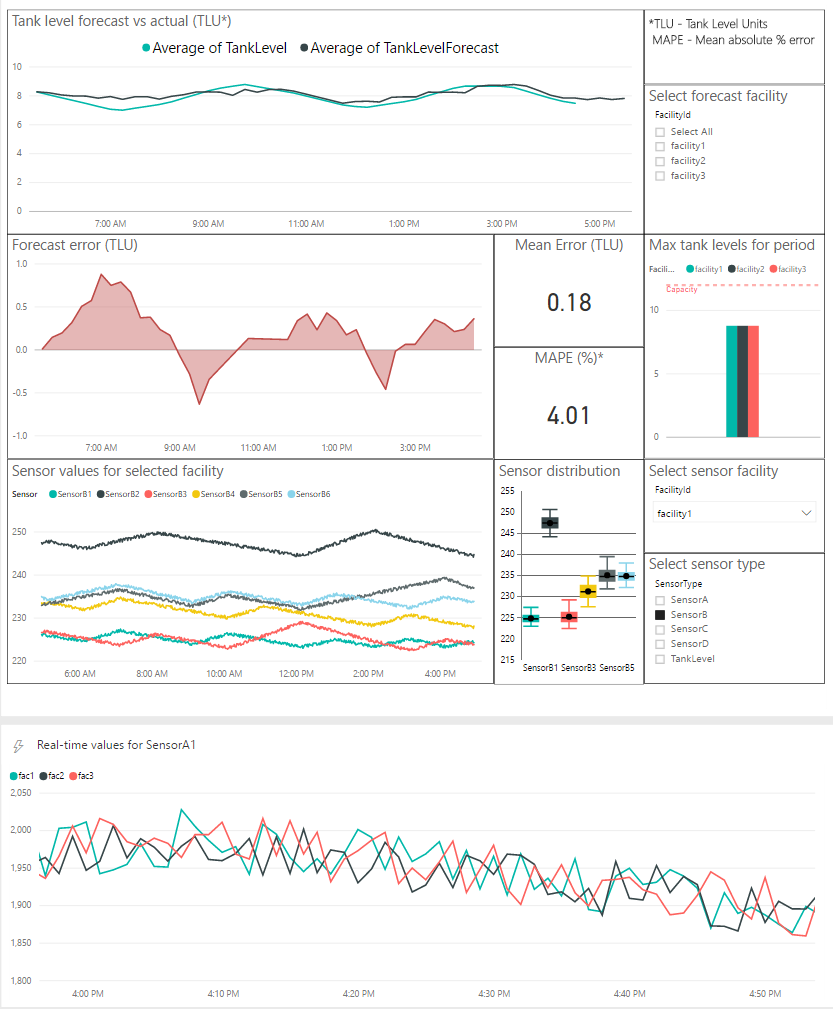 Tank level forecast vs actual (TLU*)
Average of TankLevel Average of TankLevelForecast
10
8
6
4
2
0
7:00 AM 9:00 AM 11:00 AM 1:00 PM 3:00 PM 5:00 PM
*TLU - Tank Level Units
MAPE - Mean absolute % error
Select forecast facility
FacilityId
Select All
facility1
facility2
facility3
Forecast error (TLU)
1.0
0.5
0.0
-0.5
-1.0
7:00 AM 9:00 AM 11:00 AM 1:00 PM 3:00 PM
Mean Error (TLU)
0.18
MAPE (%)*
4.01
Max tank levels for period
Facili... facility1 facility2 facility3
Capacity
10
5
0
Sensor values for selected facility
Sensor SensorB1 SensorB2 SensorB3 SensorB4 SensorB5 SensorB6
250
240
230
220
6:00 AM 8:00 AM 10:00 AM 12:00 PM 2:00 PM 4:00 PM
Sensor distribution
255
250
245
240
235
230
225
220
215
SensorB1 SensorB3 SensorB5
Select sensor facility
FacilityId
facility1
Select sensor type
SensorType
SensorA
SensorB
SensorC
SensorD
TankLevel
Real-time values for SensorA1
fac1 fac2 fac3
2,050
2,000
1,950
1,900
1,850
1,800
4:00 PM 4:10 PM 4:20 PM 4:30 PM 4:40 PM 4:50 PM